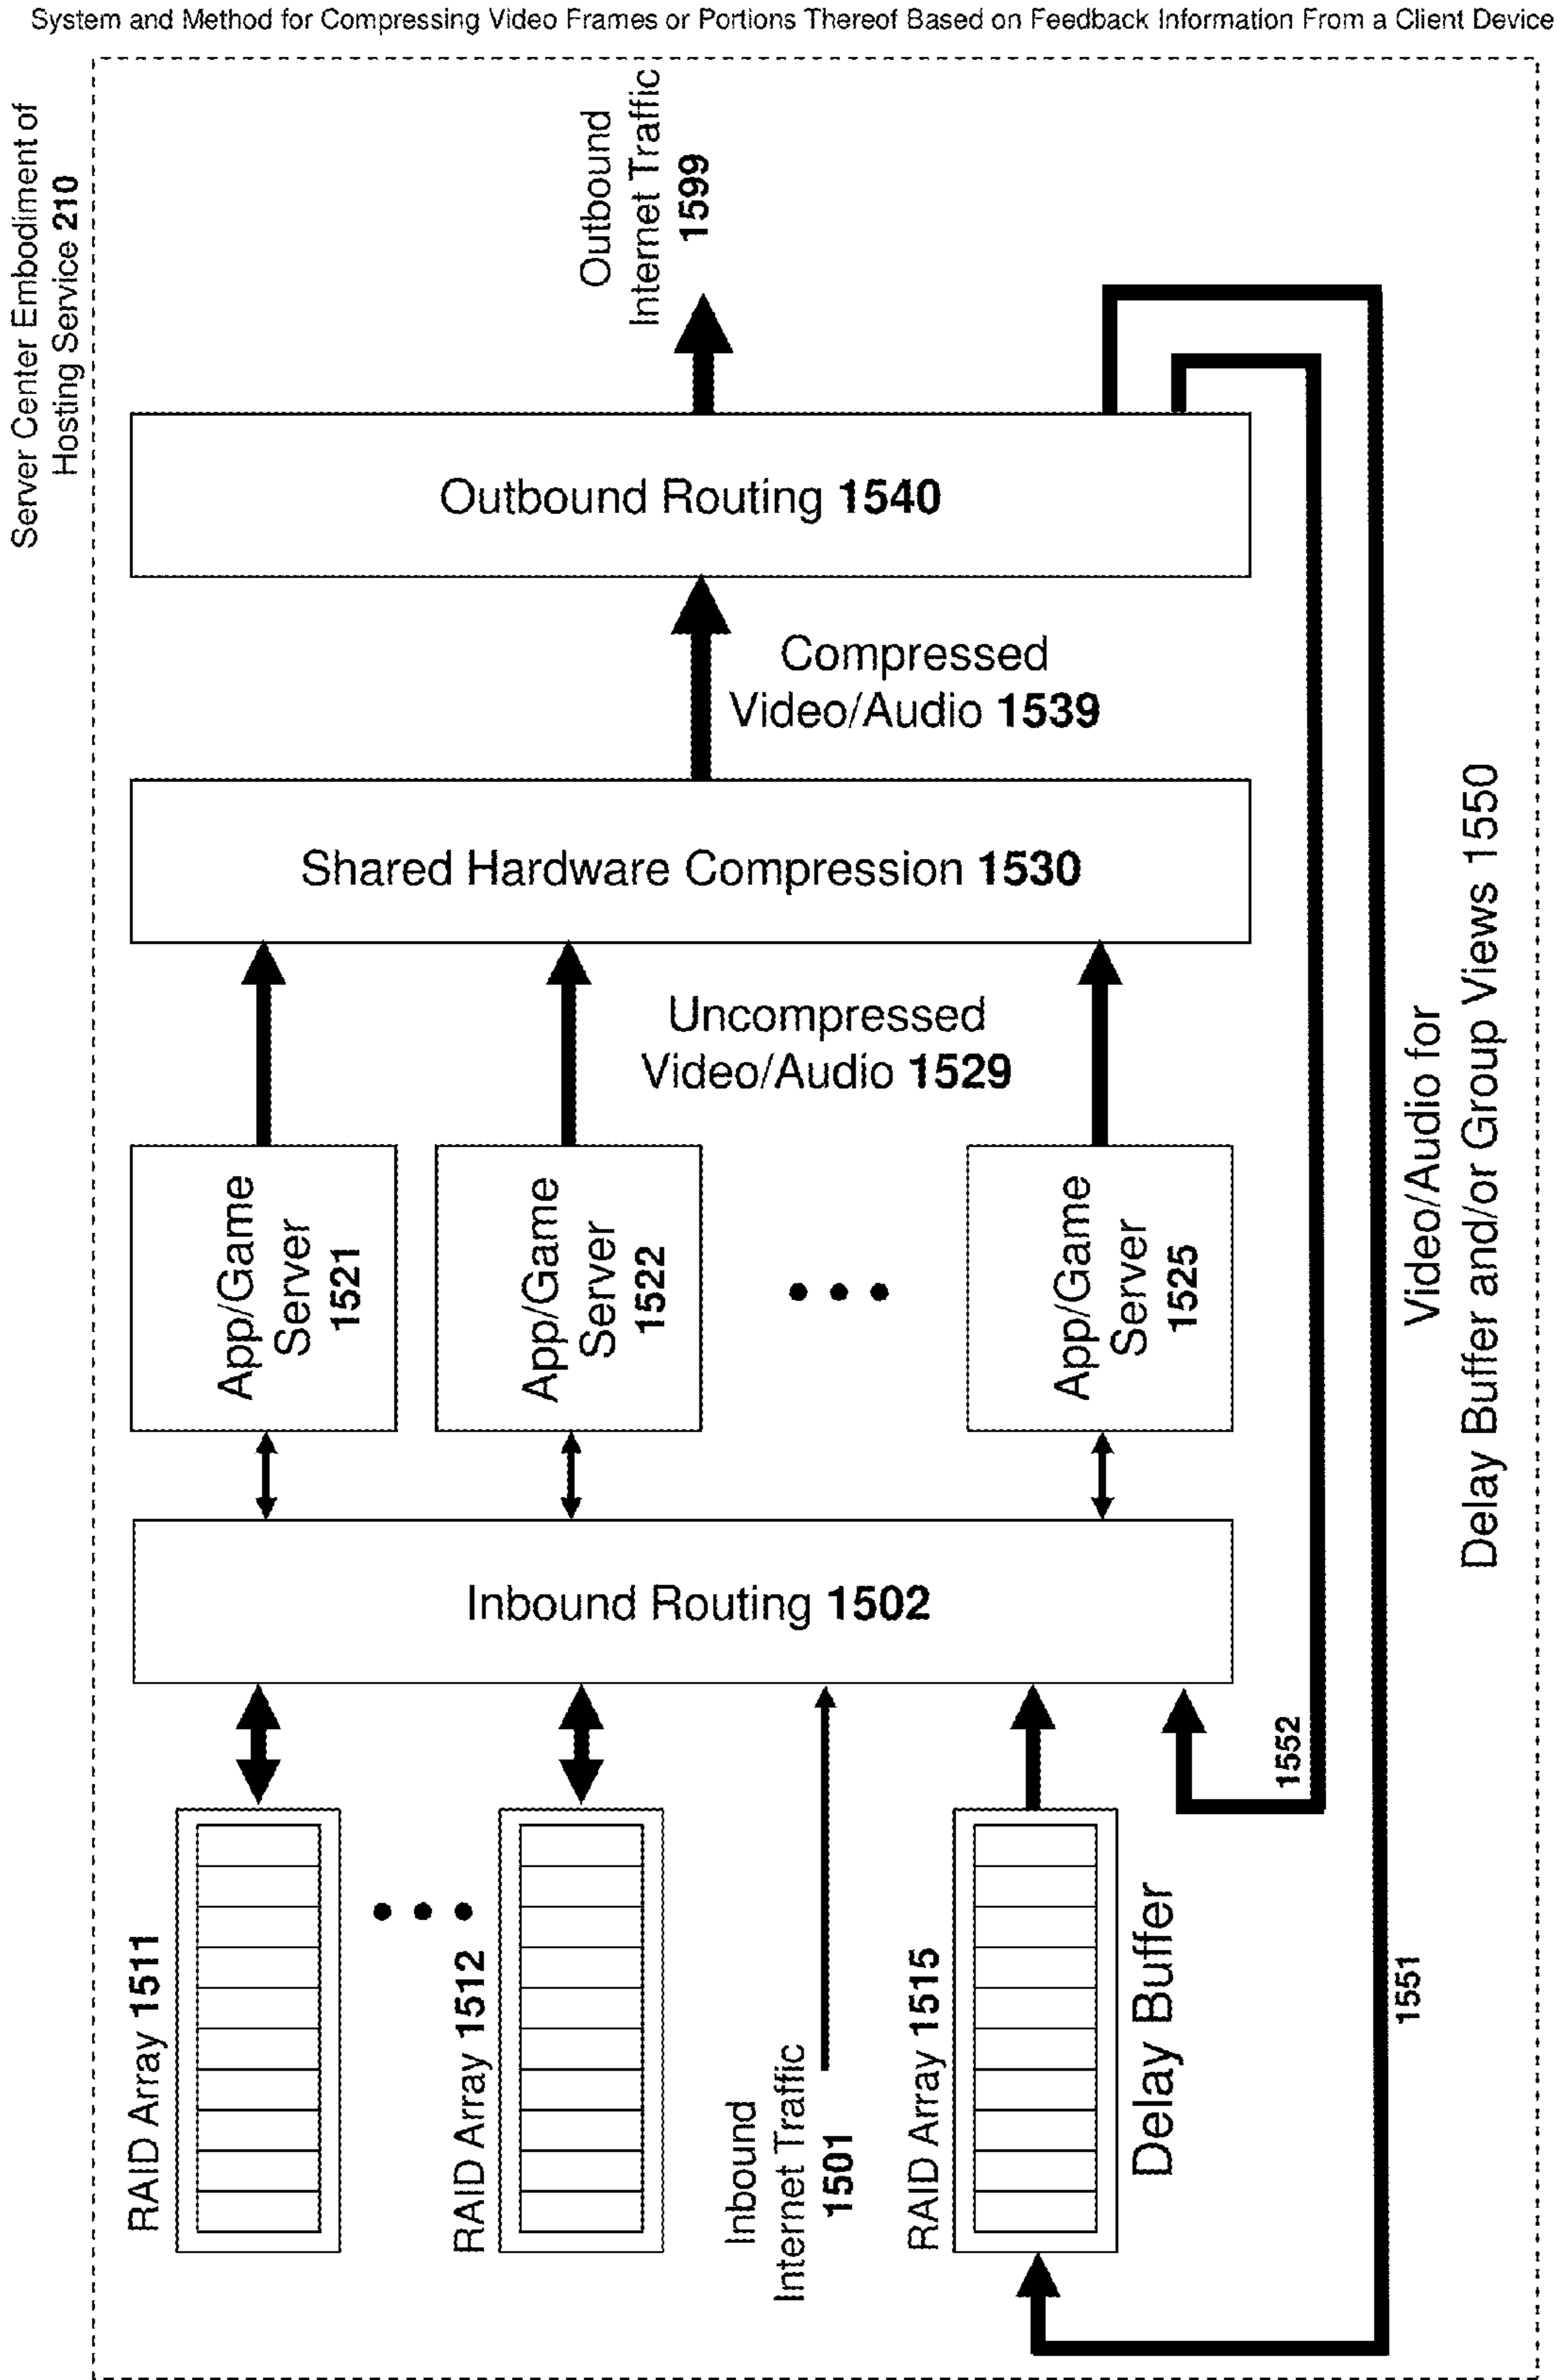 System and Method for Compressing Video Frames or Portions Thereof Based on Feedback Information From a Client Device
Server Center Embodiment of
Hosting Service 210
Outbound
Internet Traffic
1599
Outbound Routing 1540
Compressed
Video/Audio 1539
Shared Hardware Compression 1530
Uncompressed
Video/Audio 1529
App/Game
Server
1521
App/Game
Server
1522
App/Game
Server
1525
Inbound Routing 1502
RAID Array 1511
RAID Array 1512
Inbound
Internet Traffic
1501
RAID Array 1515
Delay Buffer
1552
1551
Video/Audio for
Delay Buffer and/or Group Views 1550